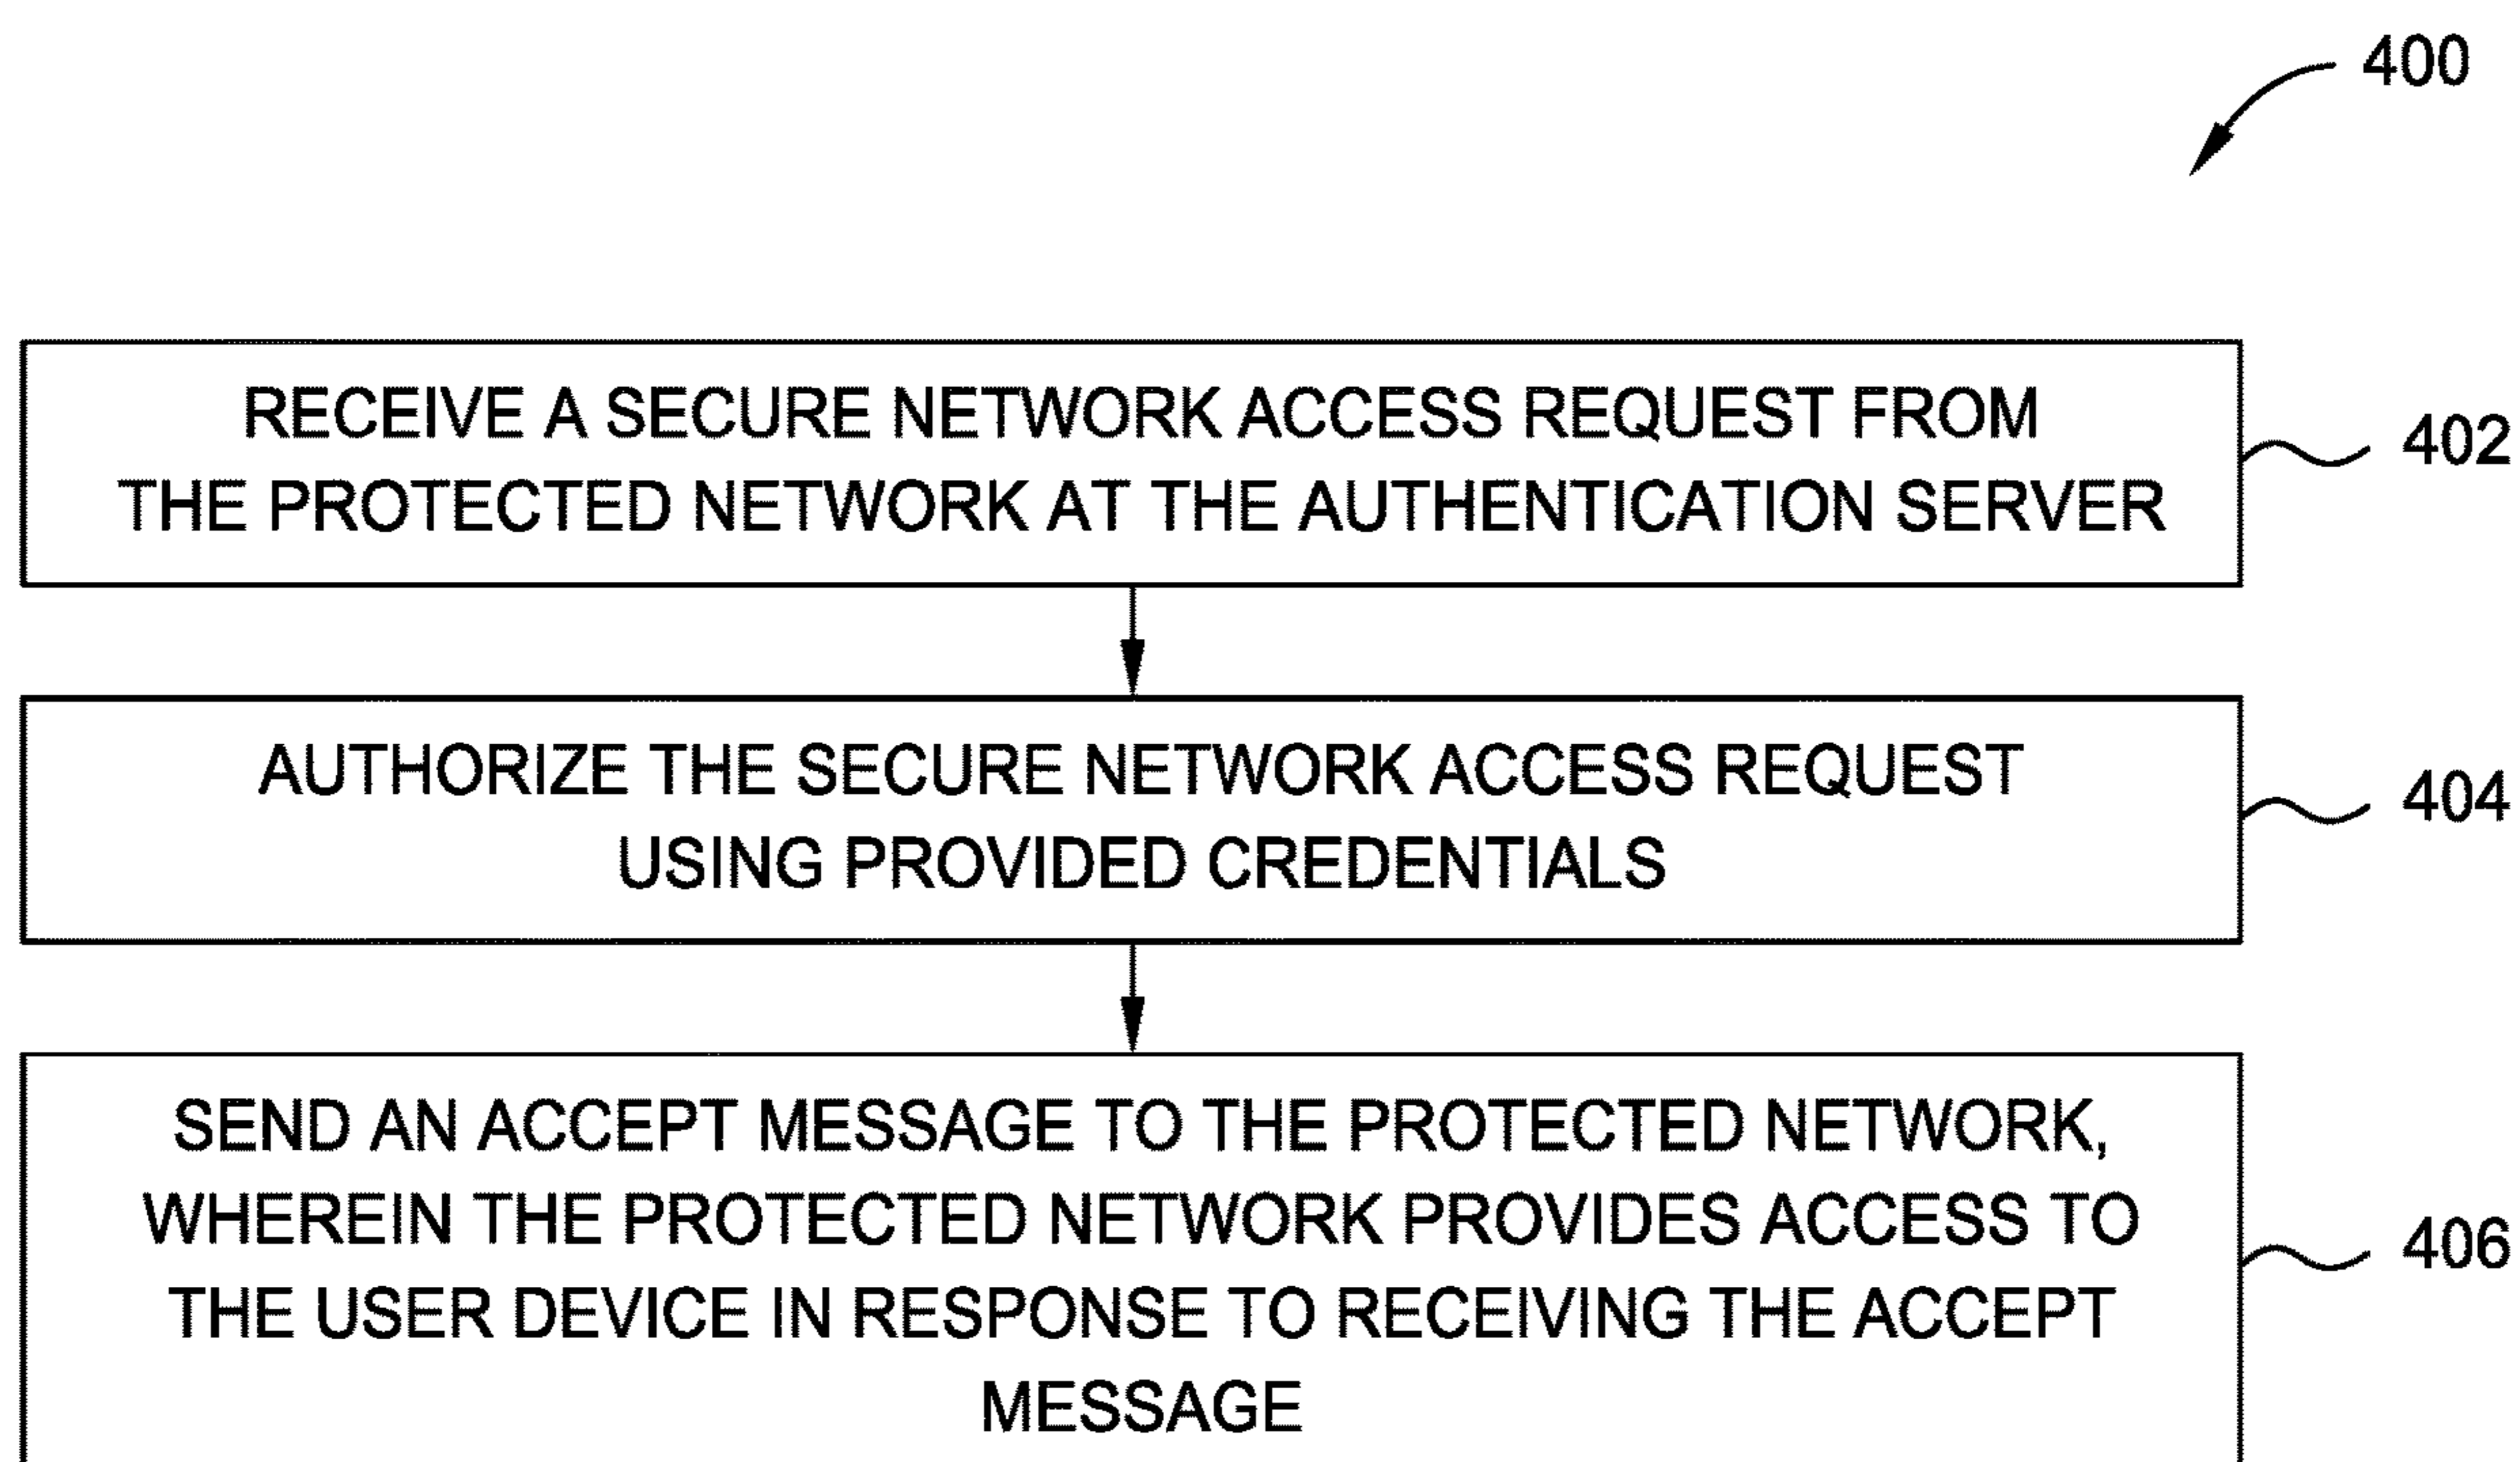 400
RECEIVE A SECURE NETWORK ACCESS REQUEST FROM
THE PROTECTED NETWORK AT THE AUTHENTICATION SERVER
402
AUTHORIZE THE SECURE NETWORK ACCESS REQUEST
USING PROVIDED CREDENTIALS
404
SEND AN ACCEPT MESSAGE TO THE PROTECTED NETWORK,
WHEREIN THE PROTECTED NETWORK PROVIDES ACCESS TO
THE USER DEVICE IN RESPONSE TO RECEIVING THE ACCEPT
MESSAGE
406